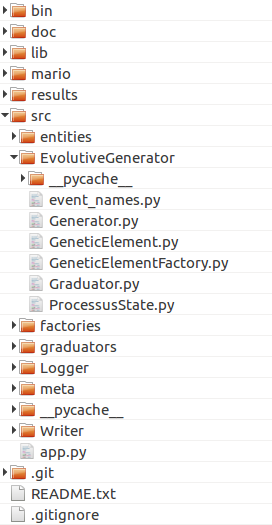 bin
doc
lib
mario
results
src
entities
EvolutiveGenerator
__pycache__
event_names.py
Generator.py
GeneticElement.py
GeneticElementFactory.py
Graduator.py
ProcessusState.py
factories
graduators
Logger
meta
__pycache__
Writer
app.py
.git
README.txt
.gitignore